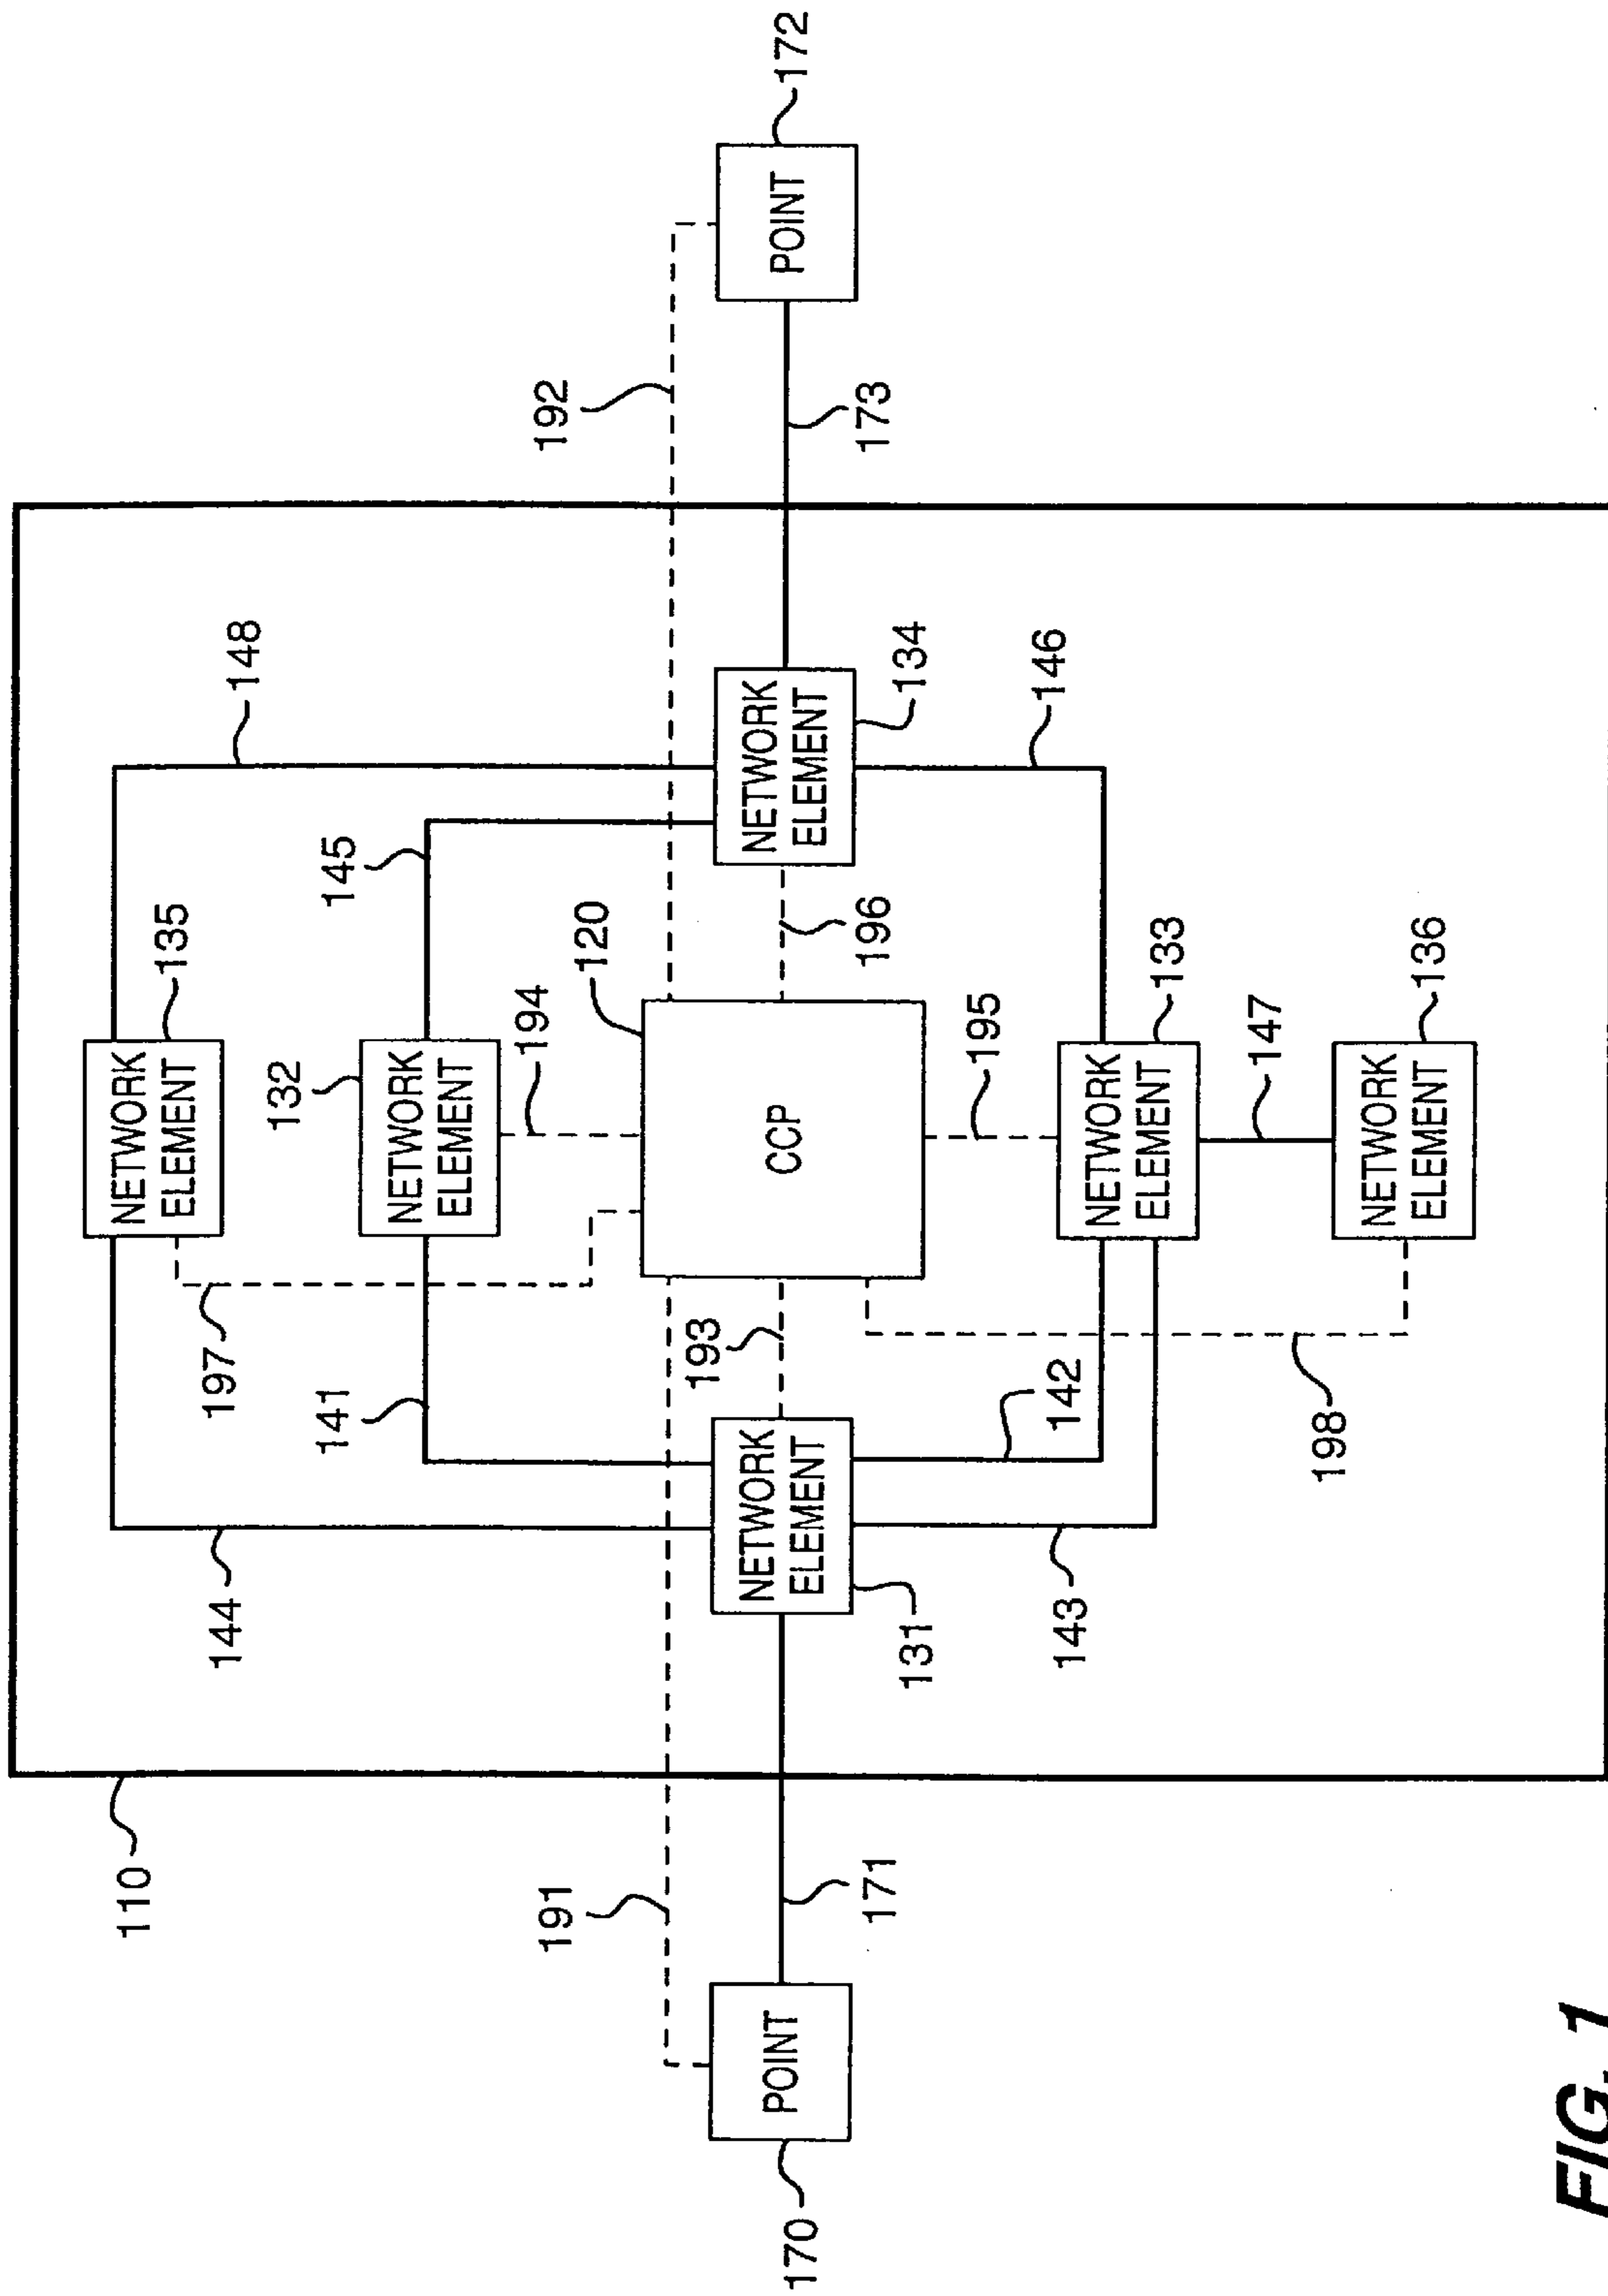 148
135
NETWORK
ELEMENT
144
197
145
132
NETWORK
ELEMENT
194
141
192
172
POINT
173
NETWORK
ELEMENT
134
196
120
CCP
193
NETWORK
ELEMENT
131
191
171
POINT
170
110
146
195
133
NETWORK
ELEMENT
142
143
147
136
NETWORK
ELEMENT
198
FIG. 1